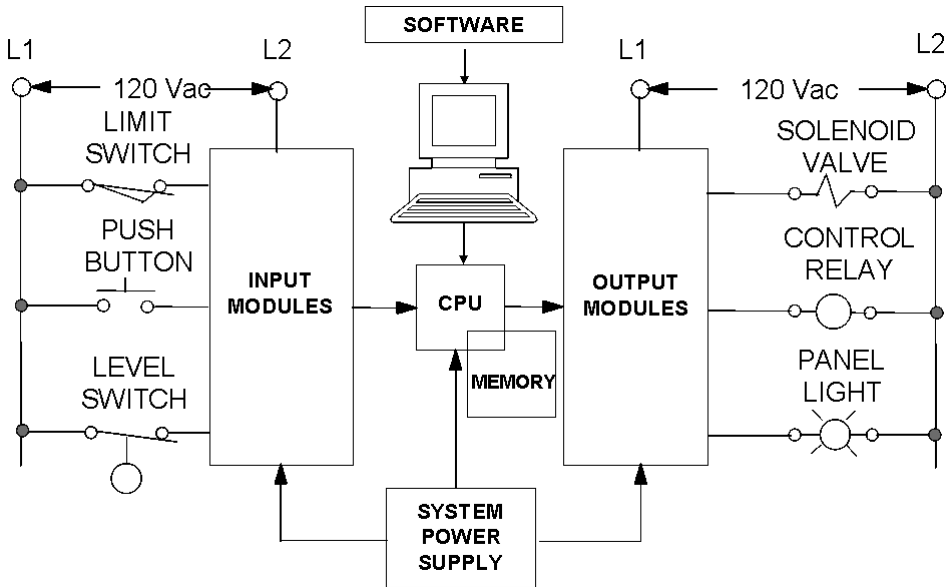 SOFTWARE
L1
L2
120 Vac
LIMIT
SWITCH
PUSH
BUTTON
LEVEL
SWITCH
INPUT
MODULES
CPU
MEMORY
SYSTEM
POWER
SUPPLY
OUTPUT
MODULES
L1
L2
120 Vac
SOLENOID
VALVE
CONTROL
RELAY
PANEL
LIGHT